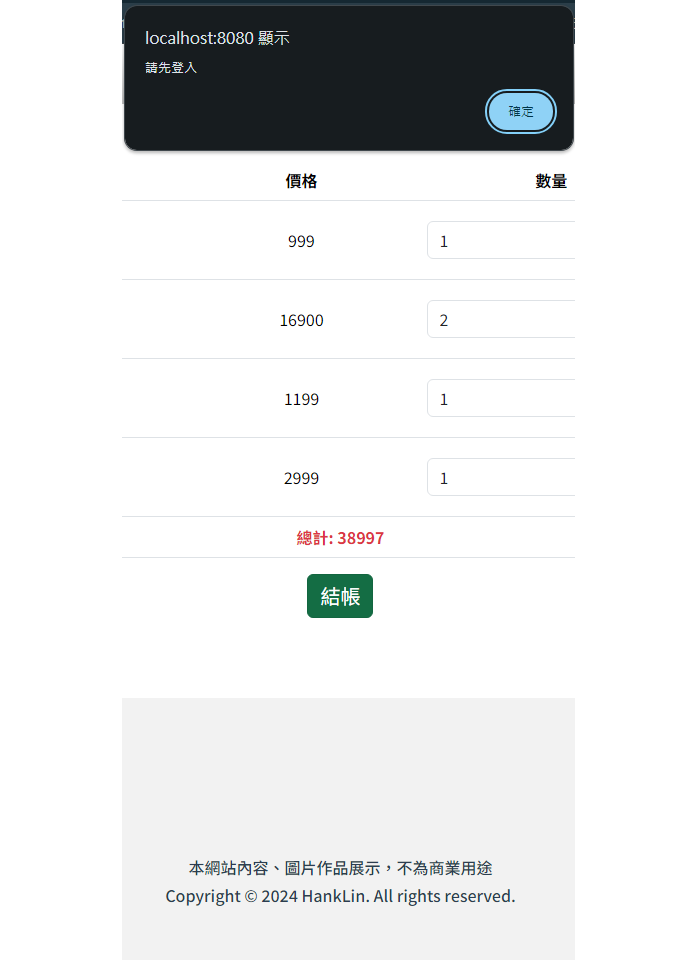 localhost:8080 顯示
請先登入
確定
價格 數量
999 1
16900 2
1199 1
2999 1
總計: 38997
結帳
本網站內容、圖片作品展示，不為商業用途
Copyright © 2024 HankLin. All rights reserved.